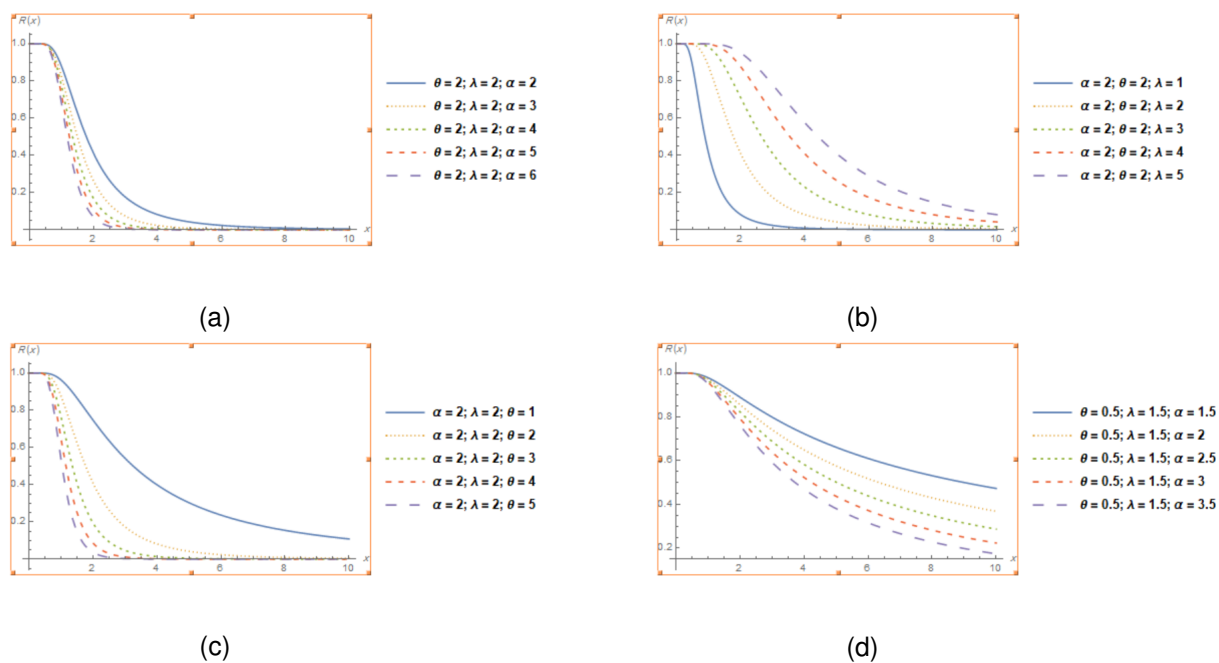 R(x)
1.0
0.8
0.6
0.4
0.2
2 4 6 8 10 x
θ = 2; λ = 2; α = 2
θ = 2; λ = 2; α = 3
θ = 2; λ = 2; α = 4
θ = 2; λ = 2; α = 5
θ = 2; λ = 2; α = 6
(a)
R(x)
1.0
0.8
0.6
0.4
0.2
2 4 6 8 10 x
α = 2; θ = 2; λ = 1
α = 2; θ = 2; λ = 2
α = 2; θ = 2; λ = 3
α = 2; θ = 2; λ = 4
α = 2; θ = 2; λ = 5
(b)
R(x)
1.0
0.8
0.6
0.4
0.2
2 4 6 8 10 x
α = 2; λ = 2; θ = 1
α = 2; λ = 2; θ = 2
α = 2; λ = 2; θ = 3
α = 2; λ = 2; θ = 4
α = 2; λ = 2; θ = 5
(c)
R(x)
1.0
0.8
0.6
0.4
0.2
2 4 6 8 10 x
θ = 0.5; λ = 1.5; α = 1.5
θ = 0.5; λ = 1.5; α = 2
θ = 0.5; λ = 1.5; α = 2.5
θ = 0.5; λ = 1.5; α = 3
θ = 0.5; λ = 1.5; α = 3.5
(d)